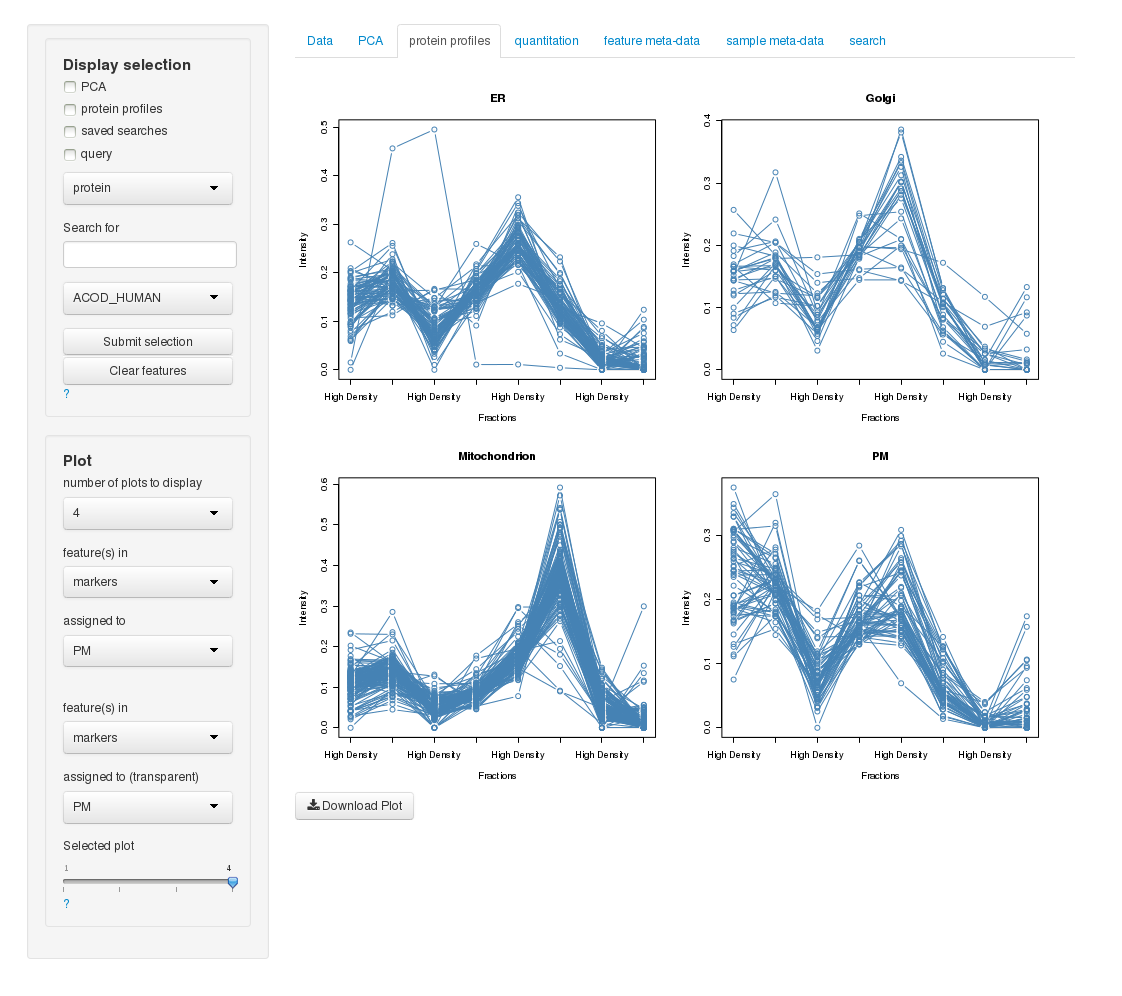 Display selection
PCA
protein profiles
saved searches
query
protein
Search for
ACOD_HUMAN
Submit selection
Clear features
?
Plot
number of plots to display
4
feature(s) in
markers
assigned to
PM
feature(s) in
markers
assigned to (transparent)
PM
Selected plot
1 4
?
Data PCA protein profiles quantitation feature meta-data sample meta-data search
ER
Intensity
0.5
0.4
0.3
0.2
0.1
0.0
High Density High Density High Density
Fractions
Golgi
Intensity
0.4
0.3
0.2
0.1
0.0
High Density High Density High Density
Fractions
Mitochondrion
Intensity
0.6
0.5
0.4
0.3
0.2
0.1
0.0
High Density High Density High Density
Fractions
PM
Intensity
0.3
0.2
0.1
0.0
High Density High Density High Density
Fractions
Download Plot